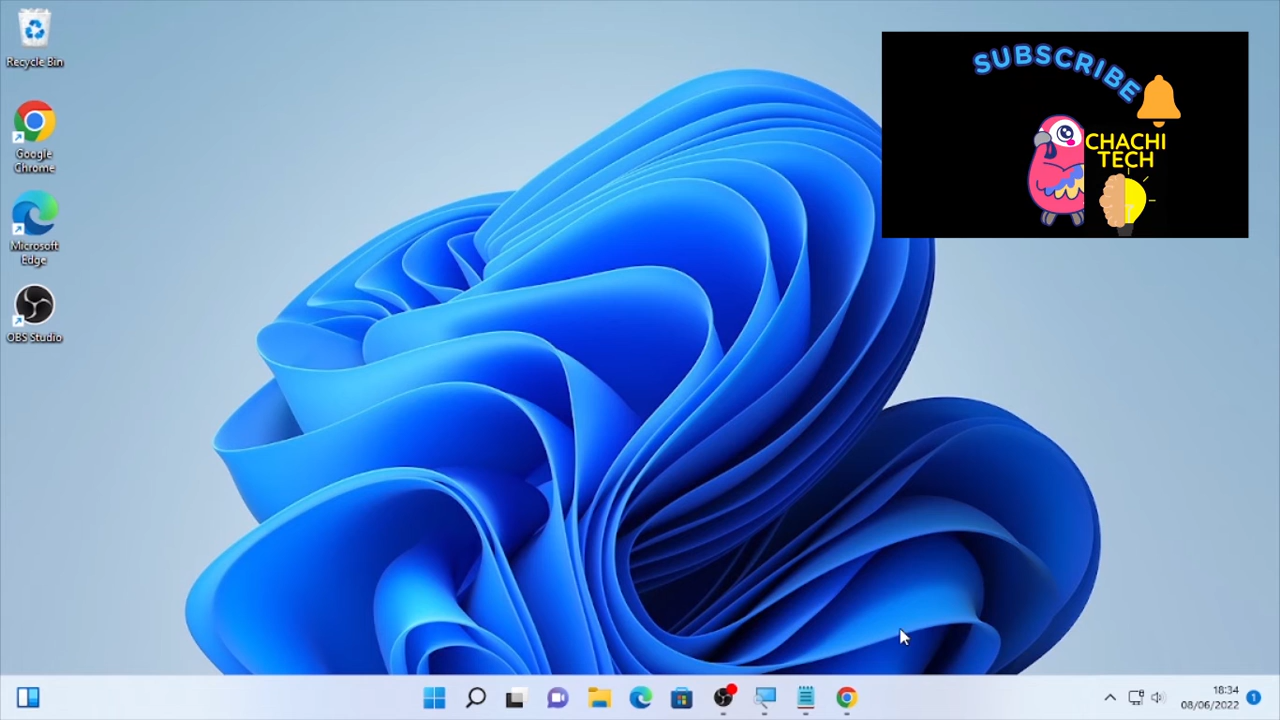 Recycle Bin
Google
Chrome
Microsoft
Edge
OBS Studio
SUBSCRIBE
CHACHI
TECH
18:34
08/06/2022
1